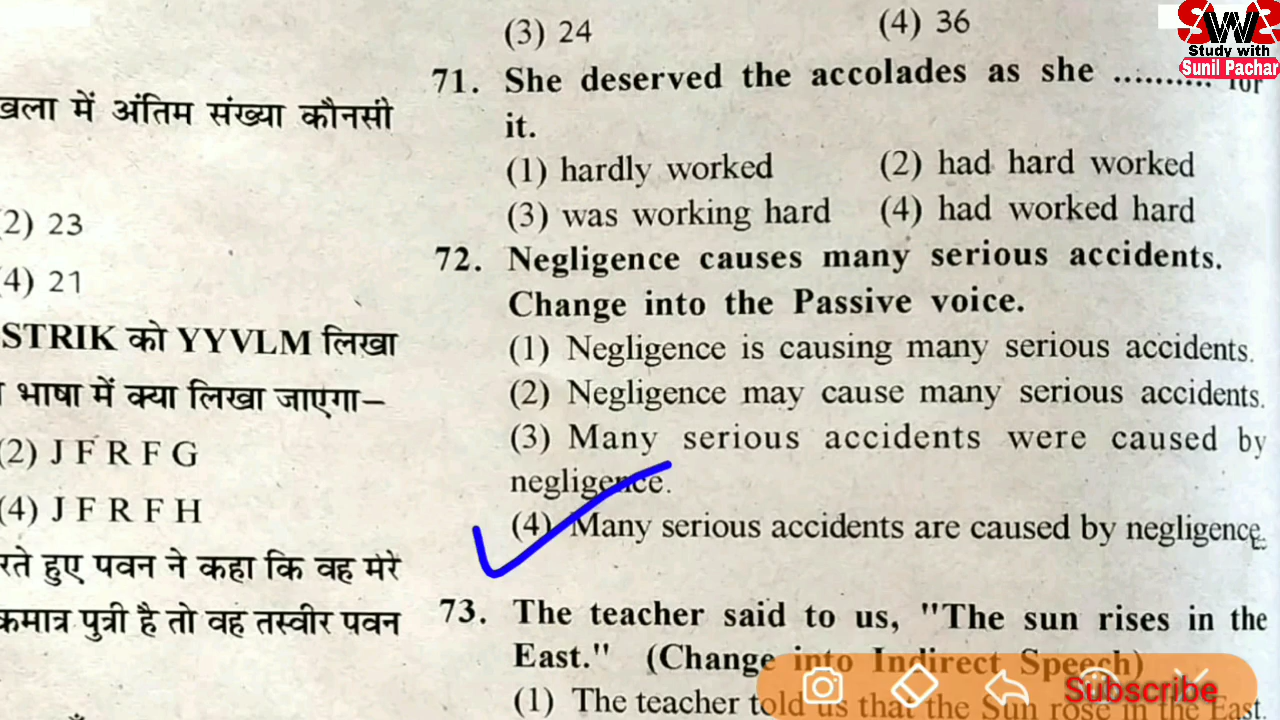 खला में अंतिम संख्या कौनसी
(2) 23
(4) 21
STRIK को YYVLM लिखा
भाषा में क्या लिखा जाएगा–
(2) J F R F G
(4) J F R F H
रते हुए पवन ने कहा कि वह मेरे
कमात्र पुत्री है तो वह तस्वीर पवन
(3) 24 (4) 36
71. She deserved the accolades as she .......... for
it.
(1) hardly worked (2) had hard worked
(3) was working hard (4) had worked hard
72. Negligence causes many serious accidents.
Change into the Passive voice.
(1) Negligence is causing many serious accidents.
(2) Negligence may cause many serious accidents.
(3) Many serious accidents were caused by
negligence.
(4) Many serious accidents are caused by negligence.
73. The teacher said to us, "The sun rises in the
East." (Change into Indirect Speech)
(1) The teacher told us that the Sun rose in the East.
SWS
Study with
Sunil Pachar
Subscribe